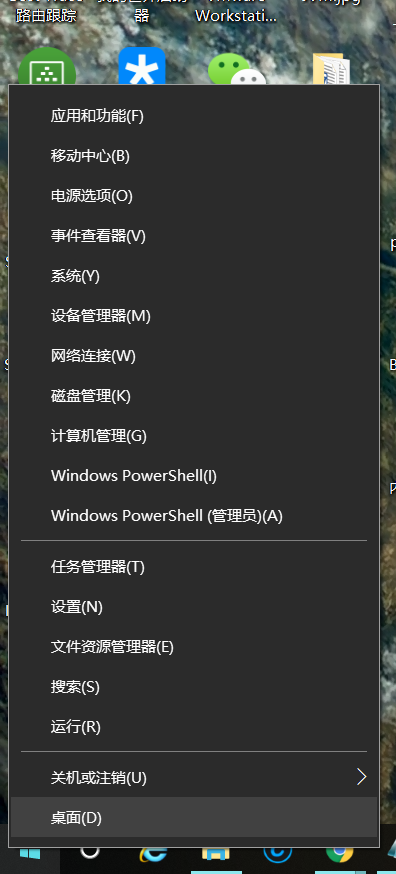 路由跟踪
器
Workstati...
应用和功能(F)
移动中心(B)
电源选项(O)
事件查看器(V)
系统(Y)
设备管理器(M)
网络连接(W)
磁盘管理(K)
计算机管理(G)
Windows PowerShell(I)
Windows PowerShell (管理员)(A)
任务管理器(T)
设置(N)
文件资源管理器(E)
搜索(S)
运行(R)
关机或注销(U)
桌面(D)